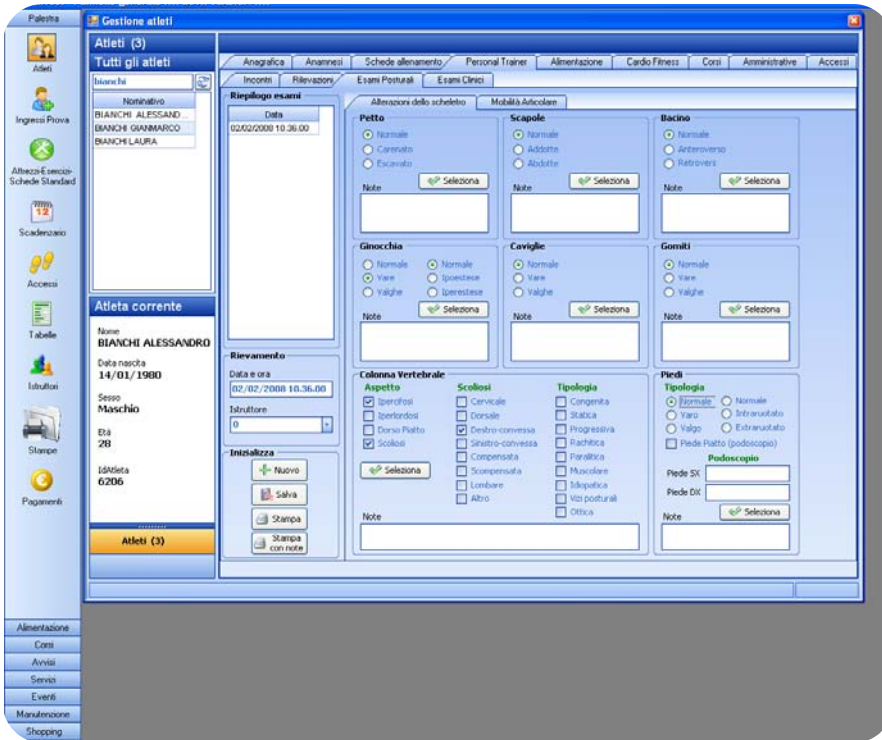 Palestra
Gestione atleti
Atleti
Ingressi Prova
Attrezzi-Esercizi-
Schede Standard
Scadenzario
Accessi
Tabelle
Istruttori
Stampe
Pagamenti
Alimentazione
Corsi
Avvisi
Servizi
Eventi
Manutenzione
Shopping
Atleti (3)
Tutti gli atleti
bianchi
Nominativo
BIANCHI ALESSAND...
BIANCHI GIANMARCO
BIANCHI LAURA
Atleta corrente
Nome
BIANCHI ALESSANDRO
Data nascita
14/01/1980
Sesso
Maschio
Età
28
IdAtleta
6206
Atleti (3)
Anagrafica Anamnesi Schede allenamento Personal Trainer Alimentazione Cardio Fitness Corsi Amministrative Accessi
Incontri Rilevazioni Esami Posturali Esami Clinici
Riepilogo esami
Data
02/02/2008 10.36.00
Rievamento
Data e ora
02/02/2008 10.36.00
Istruttore
0
Inizializza
Nuovo
Salva
Stampa
Stampa
con note
Alterazioni dello scheletro Mobilità Articolare
Petto
Normale
Carenato
Escavato
Seleziona
Note
Scapole
Normale
Addotte
Abdotte
Seleziona
Note
Bacino
Normale
Anteroverso
Retrovers
Seleziona
Note
Ginocchia
Normale Normale
Vare Ipoestese
Valghe Iperestese
Seleziona
Note
Caviglie
Normale
Vare
Valghe
Seleziona
Note
Gomiti
Normale
Vare
Valghe
Seleziona
Note
Colonna Vertebrale
Aspetto Scoliosi Tipologia
Ipercifosi Cervicale Congenita
Iperlordosi Dorsale Statica
Dorso Piatto Destro-convessa Progressiva
Scoliosi Sinistro-convessa Rachitica
Compensata Paralitica
Seleziona Scompensata Muscolare
Lombare Idiopatica
Altro Vizi posturali
Ottica
Note
Piedi
Tipologia
Normale Normale
Varo Intraruotato
Valgo Extraruotato
Piede Piatto (podoscopio)
Podoscopio
Piede SX
Piede DX
Seleziona
Note